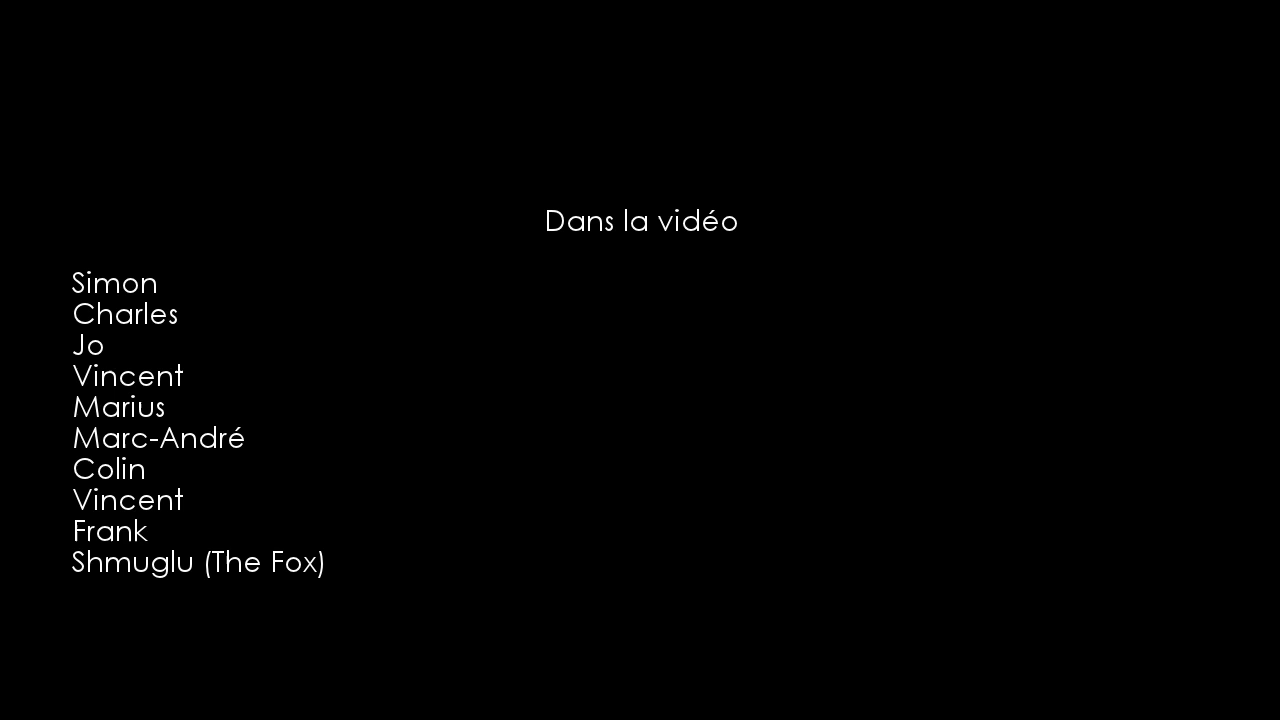 Dans la vidéo
Simon
Charles
Jo
Vincent
Marius
Marc-André
Colin
Vincent
Frank
Shmuglu (The Fox)